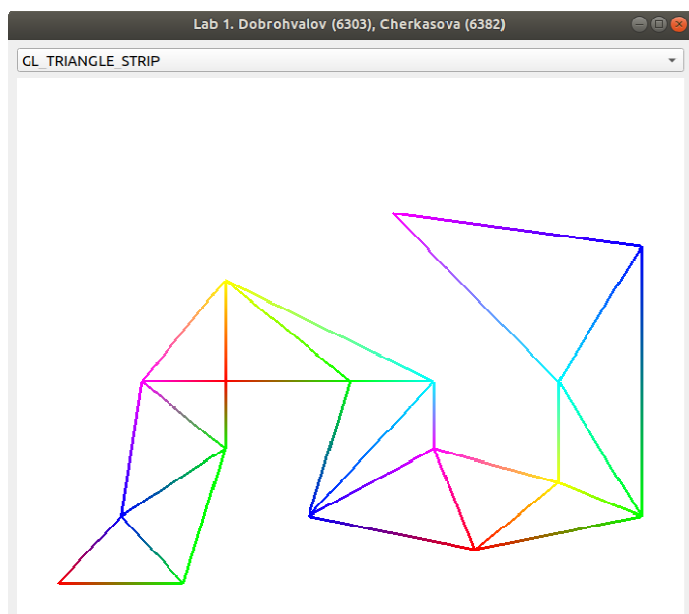 Lab 1. Dobrohvalov (6303), Cherkasova (6382)
GL_TRIANGLE_STRIP